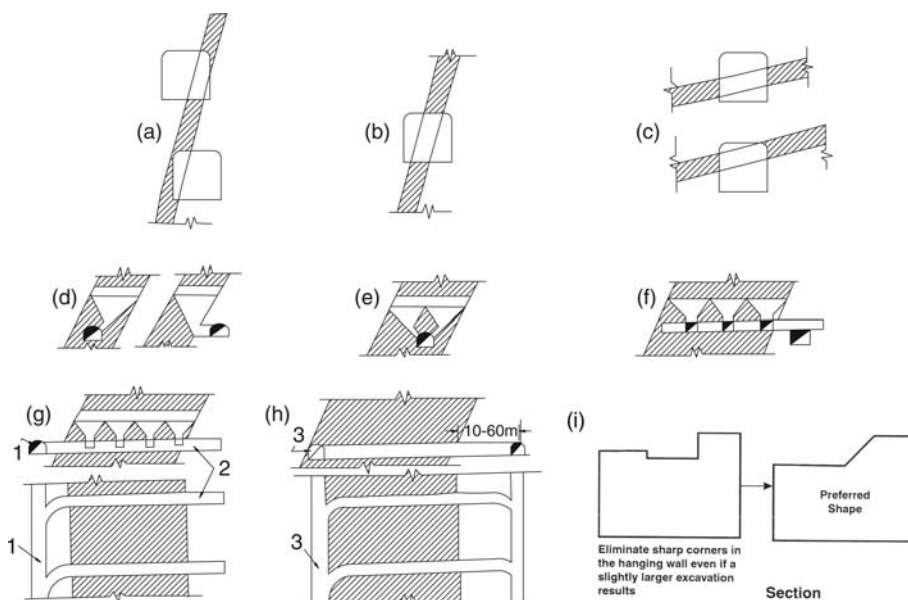 (a)
(b)
(c)
(d)
(e)
(f)
(g)
1
2
1
(h)
3
10-60m
3
(i)
Eliminate sharp corners in
the hanging wall even if a
slightly larger excavation
results
Preferred
Shape
Section